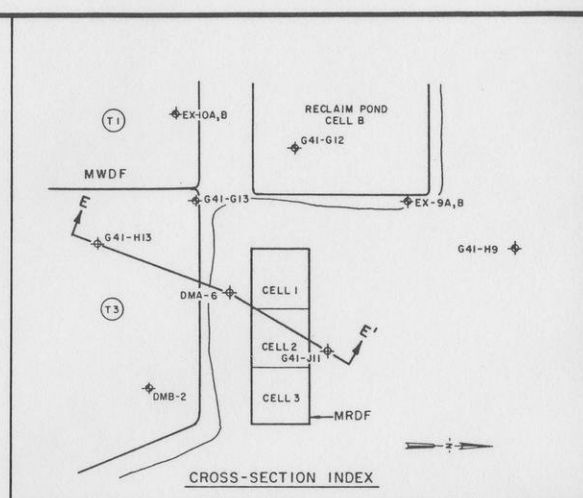 RECLAIM POND
CELL B
EX-10A,B
T1
G41-G12
MWDF
G41-G13
EX-9A,B
E
G41-H13
G41-H9
CELL 1
DMA-6
T3
E'
CELL 2
G41-J11
DMB-2
CELL 3
MRDF
N
CROSS-SECTION INDEX